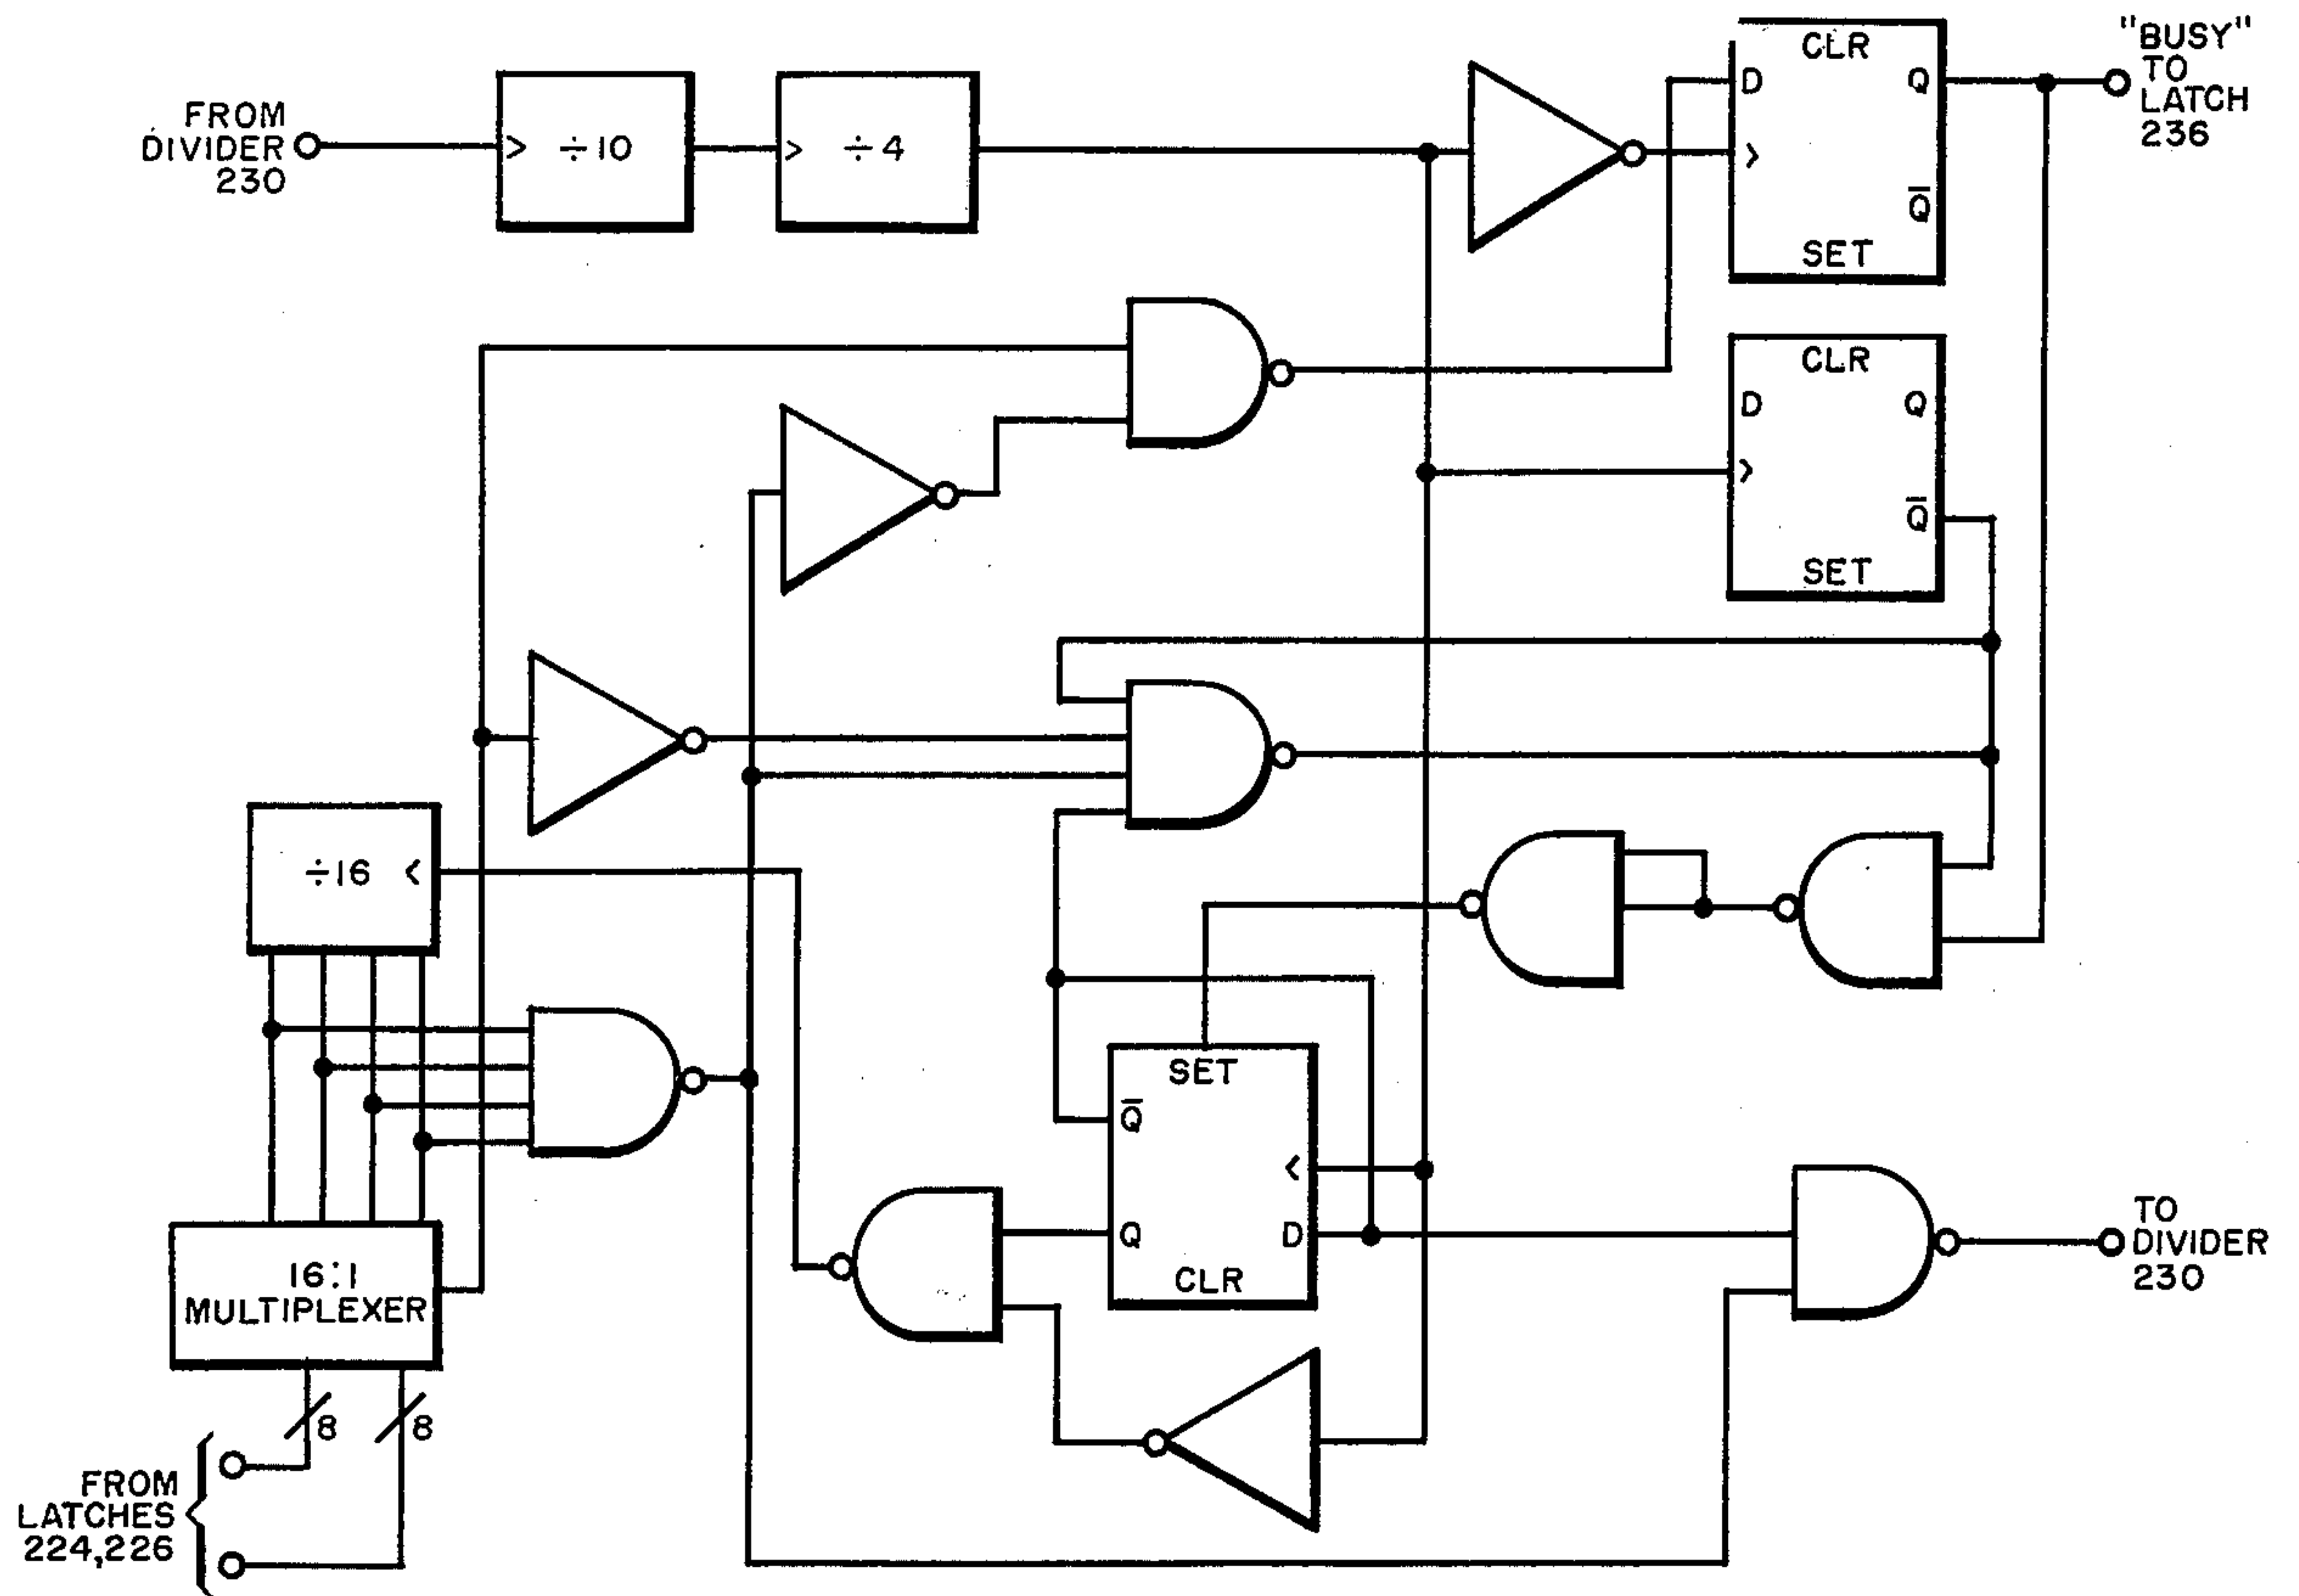 FROM
DIVIDER
230
> ÷10
> ÷4
CLR
D
Q
>
Q̅
SET
"BUSY"
TO
LATCH
236
CLR
D
Q
>
Q̅
SET
÷16 <
SET
Q̅
<
Q
D
CLR
16:1
MULTIPLEXER
8
8
FROM
LATCHES
224,226
TO
DIVIDER
230